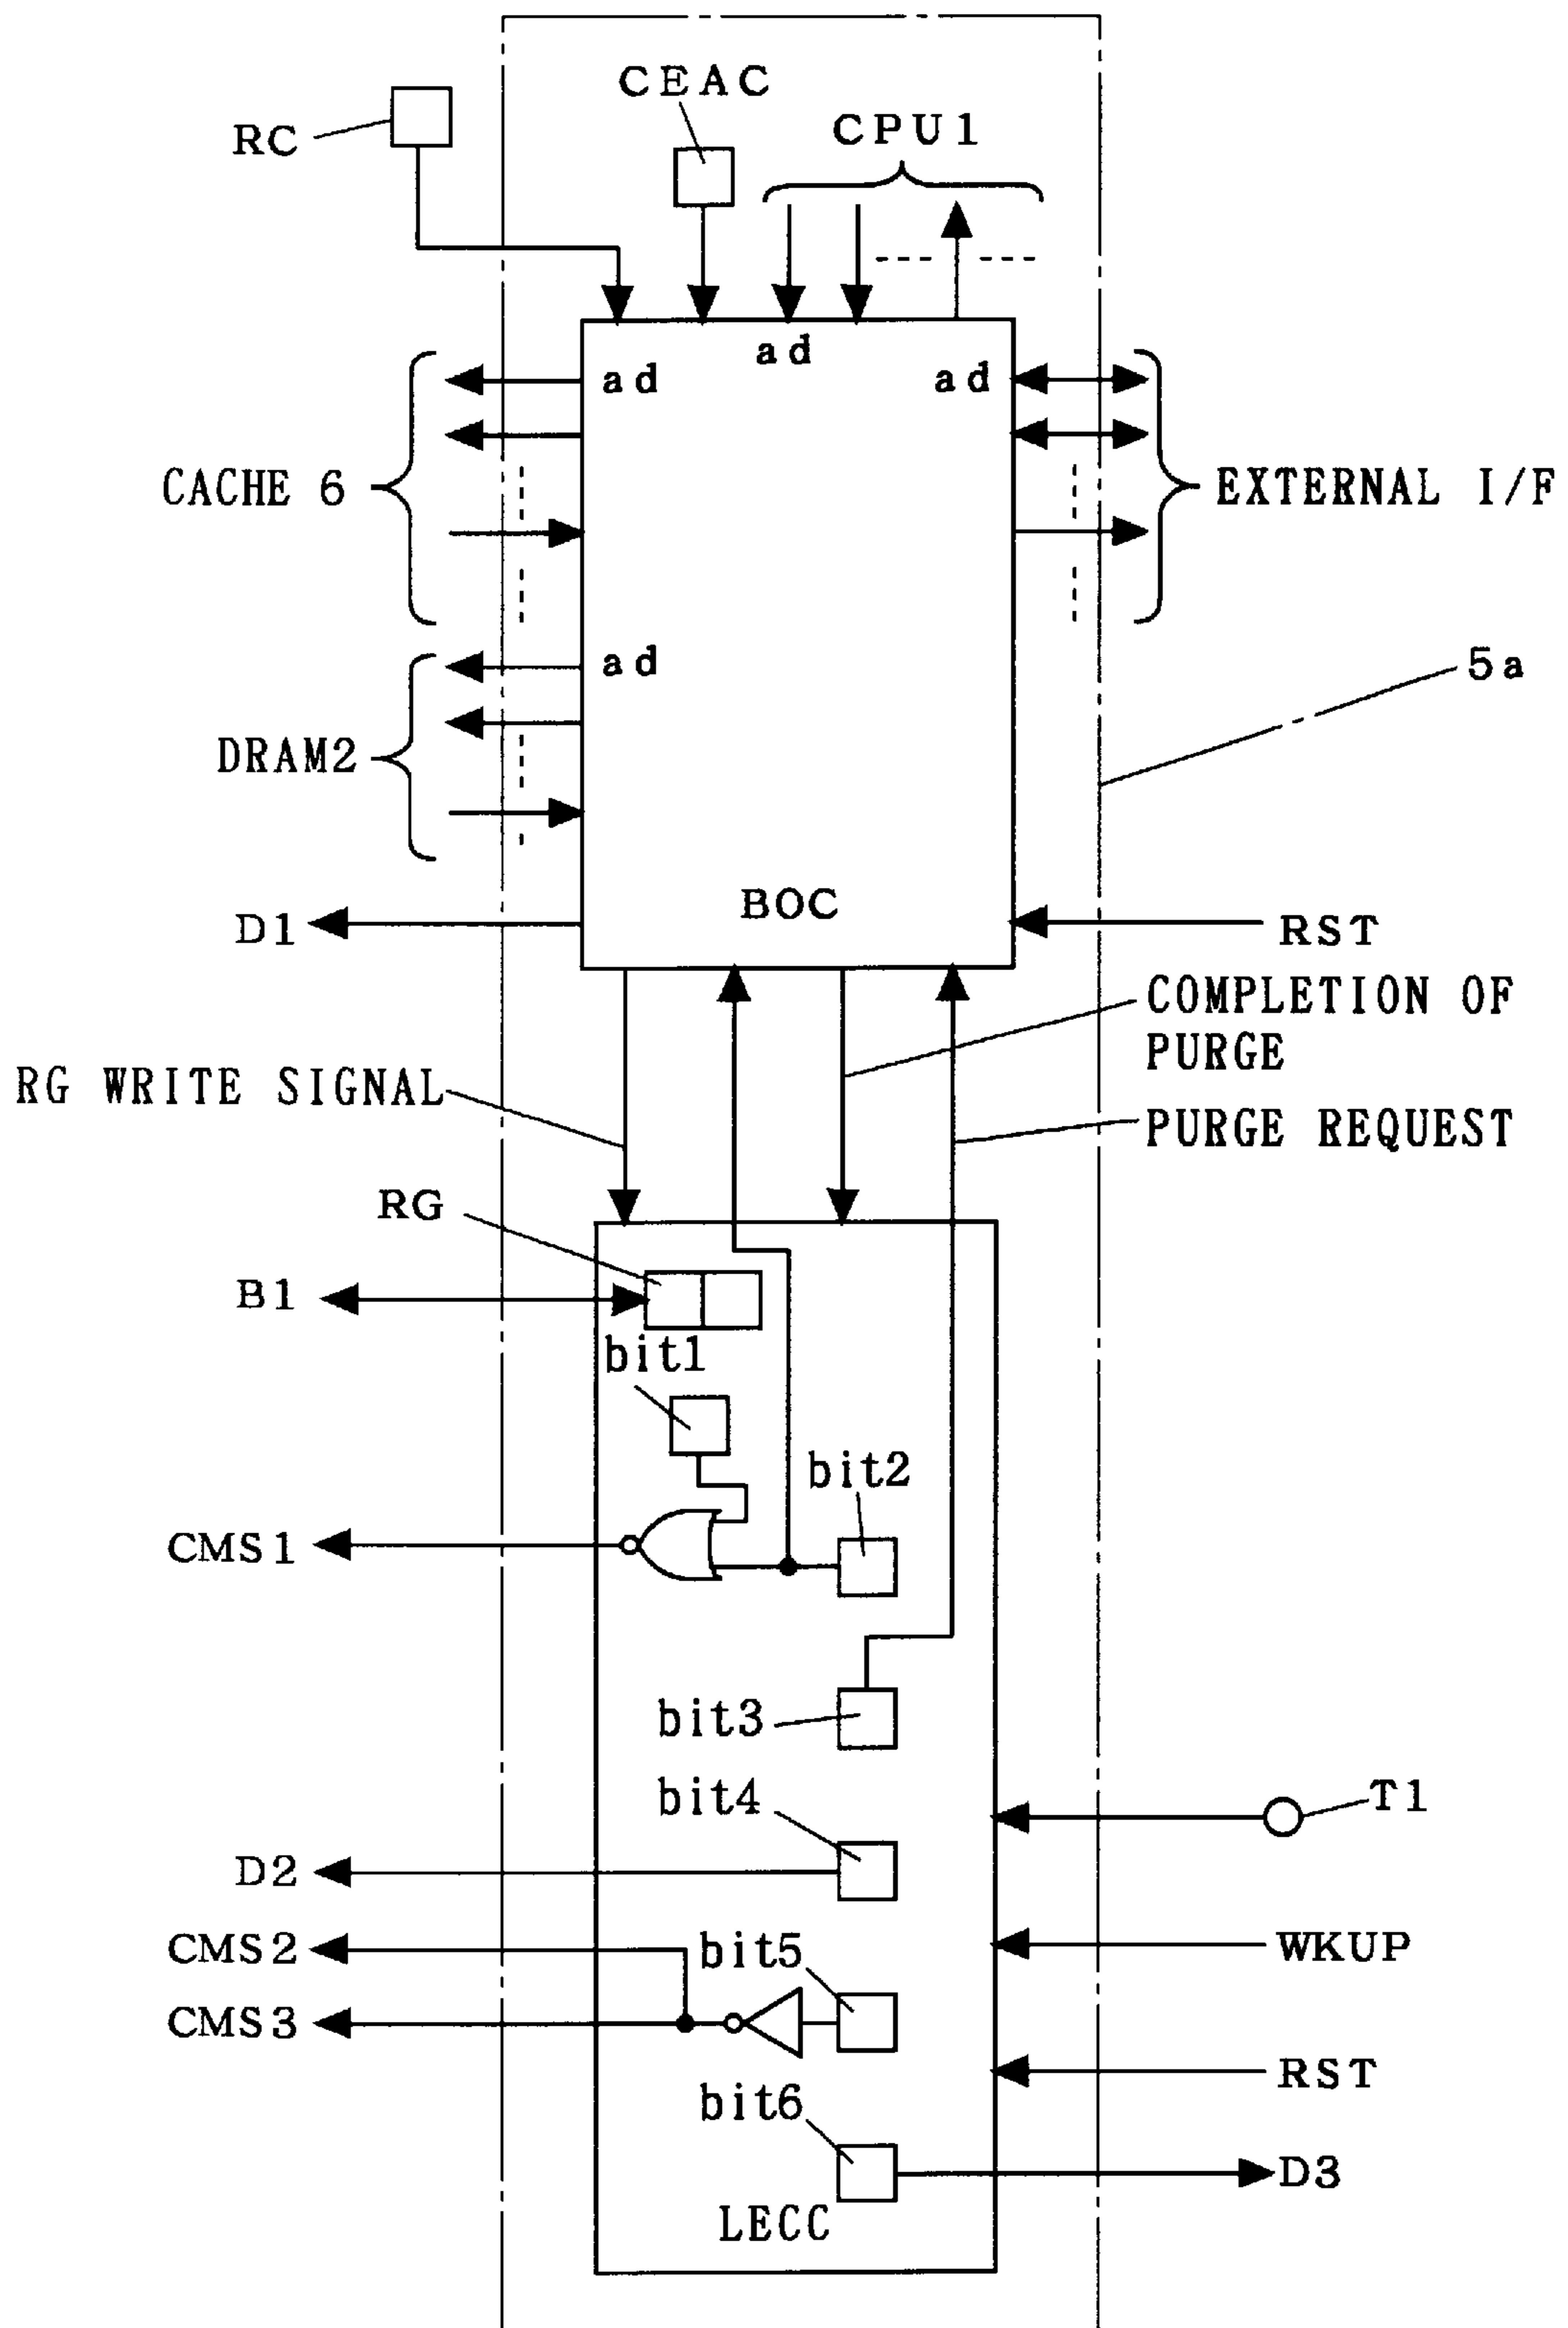 CEAC
CPU1
RC
ad
ad
ad
CACHE 6
EXTERNAL I/F
ad
5a
DRAM2
BOC
D1
RST
COMPLETION OF
PURGE
RG WRITE SIGNAL
PURGE REQUEST
RG
B1
bit1
bit2
CMS1
bit3
bit4
T1
D2
CMS2
bit5
WKUP
CMS3
RST
bit6
D3
LECC